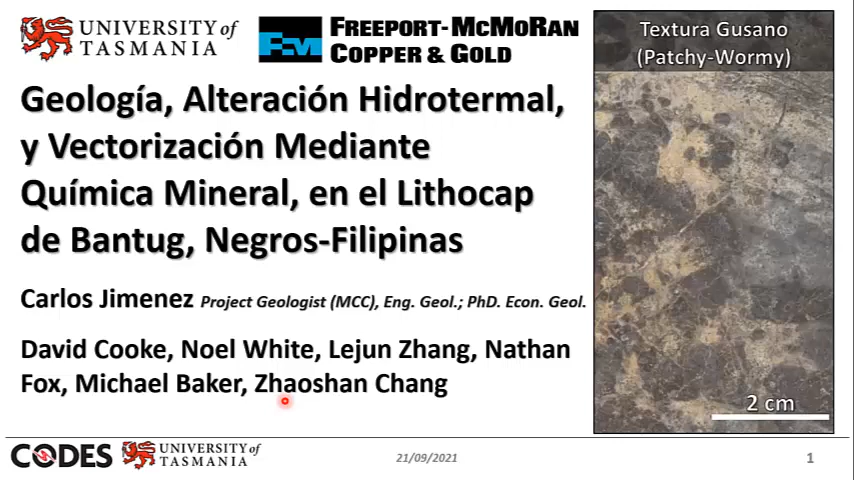 UNIVERSITY of
TASMANIA
FCX
FREEPORT-MCMORAN
COPPER & GOLD
Textura Gusano
(Patchy-Wormy)
Geología, Alteración Hidrotermal,
y Vectorización Mediante
Química Mineral, en el Lithocap
de Bantug, Negros-Filipinas
Carlos Jimenez Project Geologist (MCC), Eng. Geol.; PhD. Econ. Geol.
David Cooke, Noel White, Lejun Zhang, Nathan
Fox, Michael Baker, Zhaoshan Chang
2 cm
CODES
UNIVERSITY of
TASMANIA
21/09/2021
1